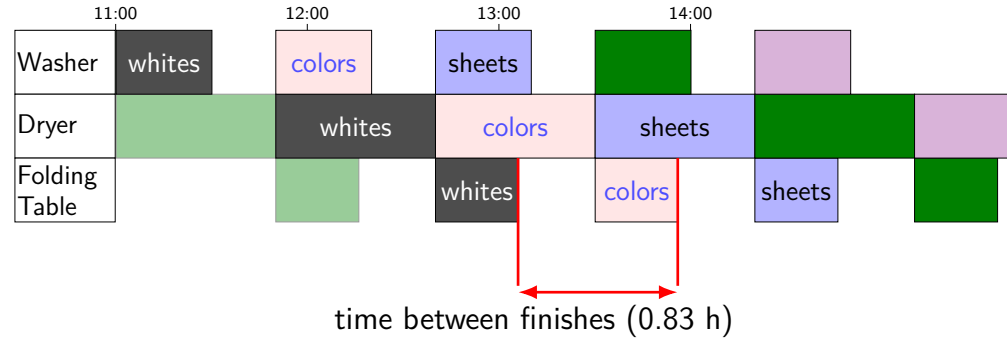 11:00 12:00 13:00 14:00
Washer whites colors sheets
Dryer whites colors sheets
Folding
Table whites colors sheets
time between finishes (0.83 h)